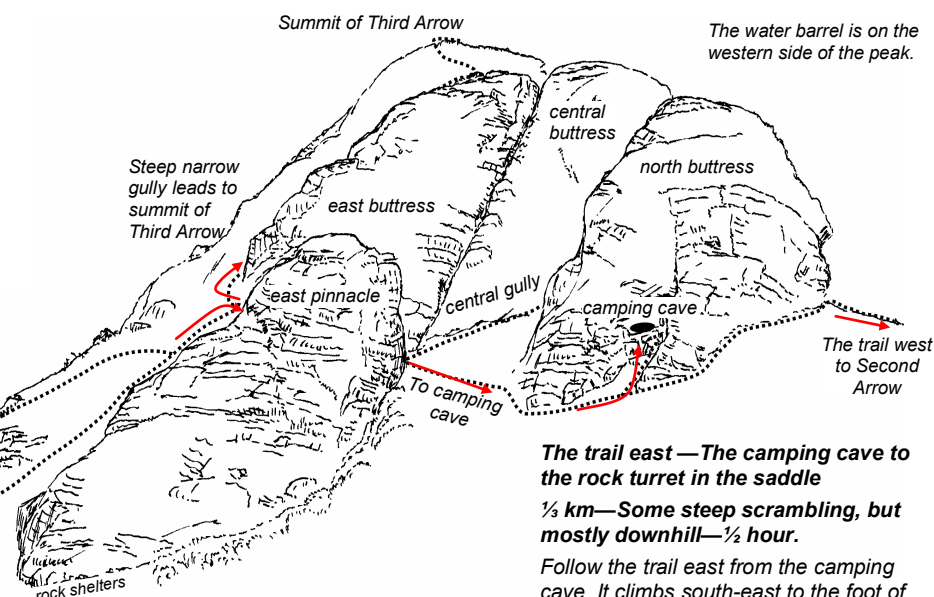 Summit of Third Arrow
The water barrel is on the
western side of the peak.
central
buttress
north buttress
Steep narrow
gully leads to
summit of
Third Arrow
east buttress
east pinnacle
central gully
camping cave
The trail west
to Second
Arrow
To camping
cave
rock shelters
The trail east —The camping cave to
the rock turret in the saddle
⅓ km—Some steep scrambling, but
mostly downhill—½ hour.
Follow the trail east from the camping
cave. It climbs south-east to the foot of